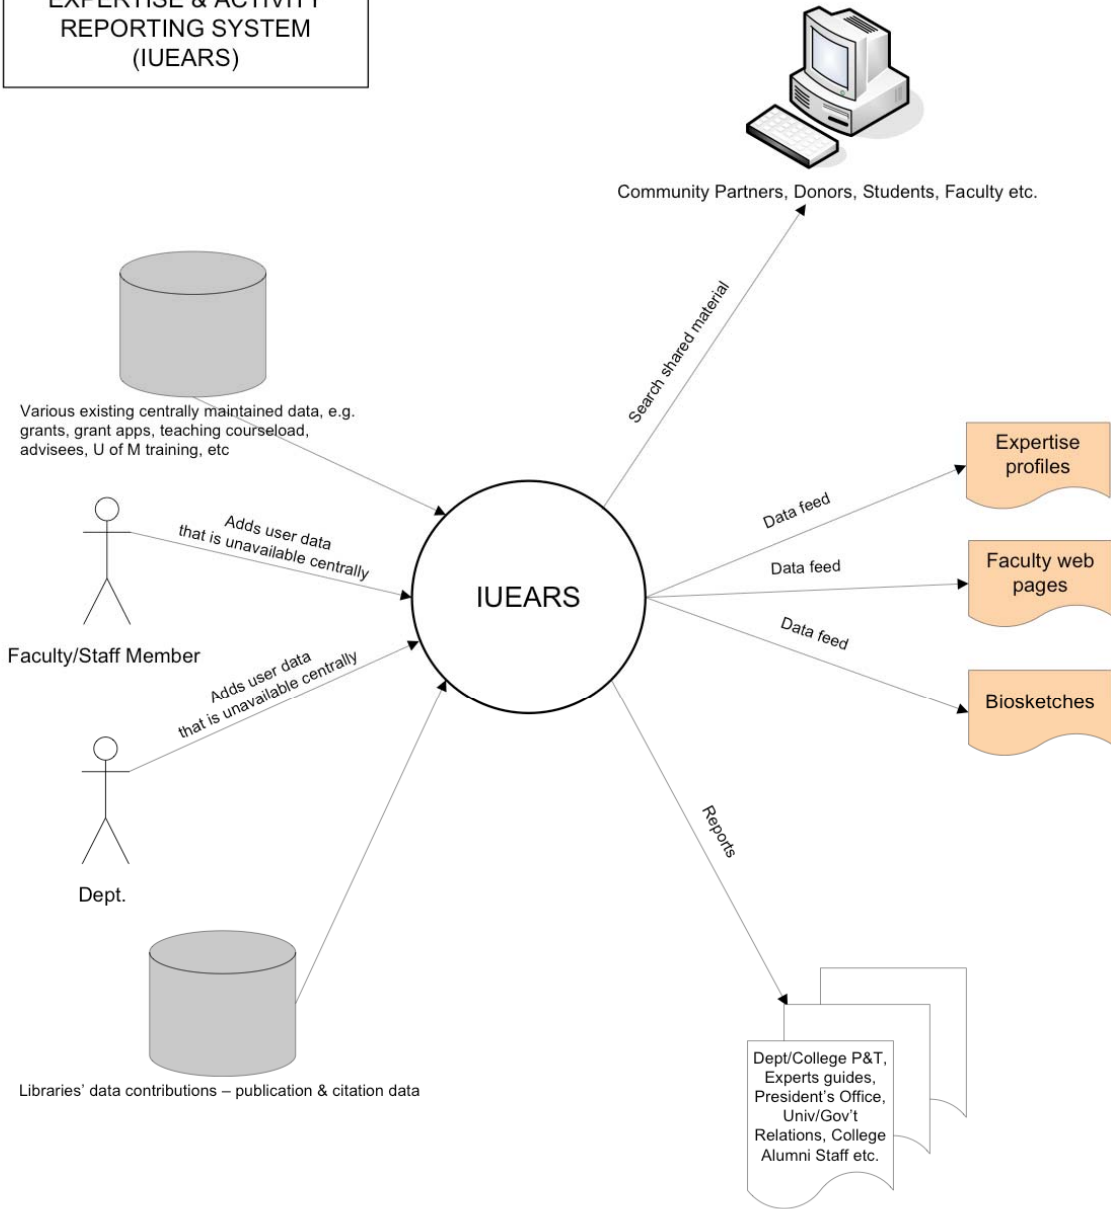 EXPERTISE & ACTIVITY
REPORTING SYSTEM
(IUEARS)
Community Partners, Donors, Students, Faculty etc.
Search shared material
Various existing centrally maintained data, e.g.
grants, grant apps, teaching courseload,
advisees, U of M training, etc
Expertise
profiles
Data feed
Adds user data
that is unavailable centrally
Data feed
Faculty web
pages
IUEARS
Faculty/Staff Member
Data feed
Adds user data
that is unavailable centrally
Biosketches
Reports
Dept.
Libraries' data contributions – publication & citation data
Dept/College P&T,
Experts guides,
President's Office,
Univ/Gov't
Relations, College
Alumni Staff etc.